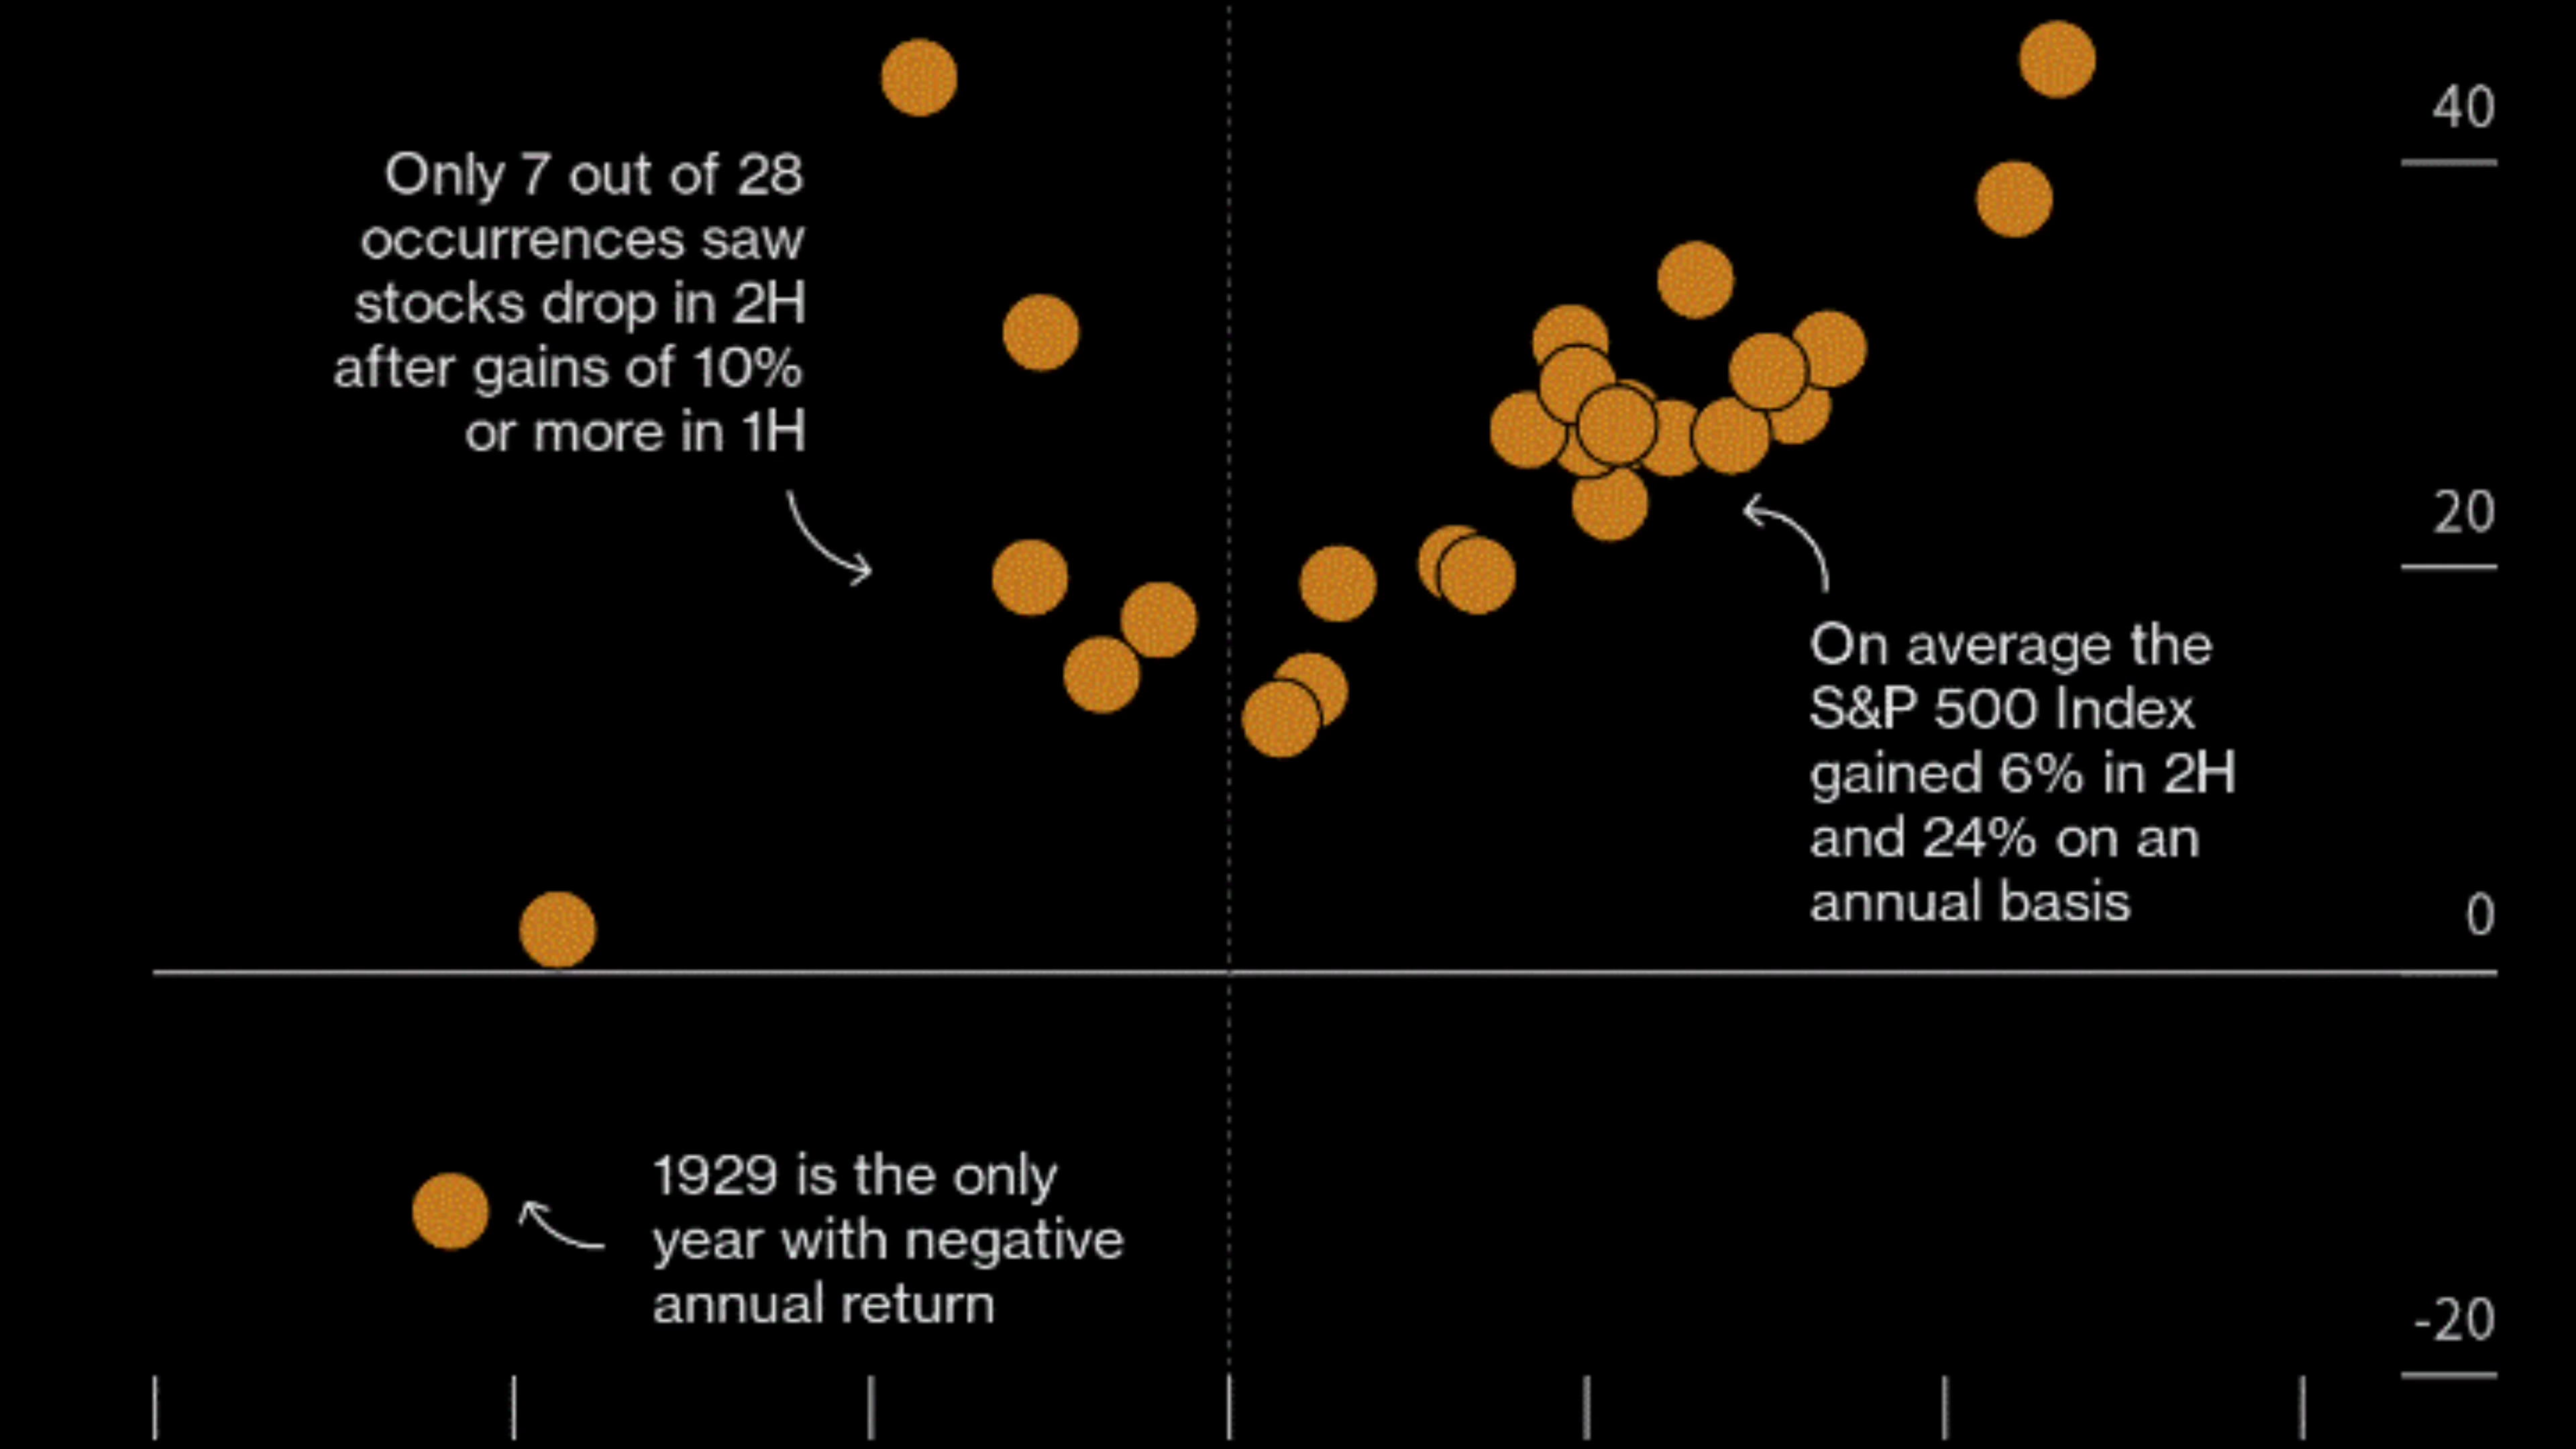 40
Only 7 out of 28
occurrences saw
stocks drop in 2H
after gains of 10%
or more in 1H
20
On average the
S&P 500 Index
gained 6% in 2H
and 24% on an
annual basis
0
1929 is the only
year with negative
annual return
-20